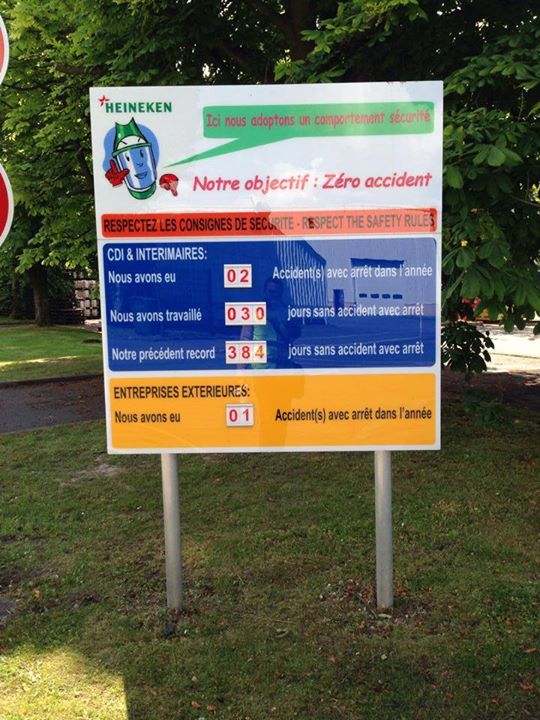 HEINEKEN
Ici nous adoptons un comportement sécurité
Notre objectif : Zéro accident
RESPECTEZ LES CONSIGNES DE SECURITE - RESPECT THE SAFETY RULES
CDI & INTERIMAIRES:
Nous avons eu 02 Accident(s) avec arrêt dans l'année
Nous avons travaillé 030 jours sans accident avec arrêt
Notre précédent record 384 jours sans accident avec arrêt
ENTREPRISES EXTERIEURES:
Nous avons eu 01 Accident(s) avec arrêt dans l'année